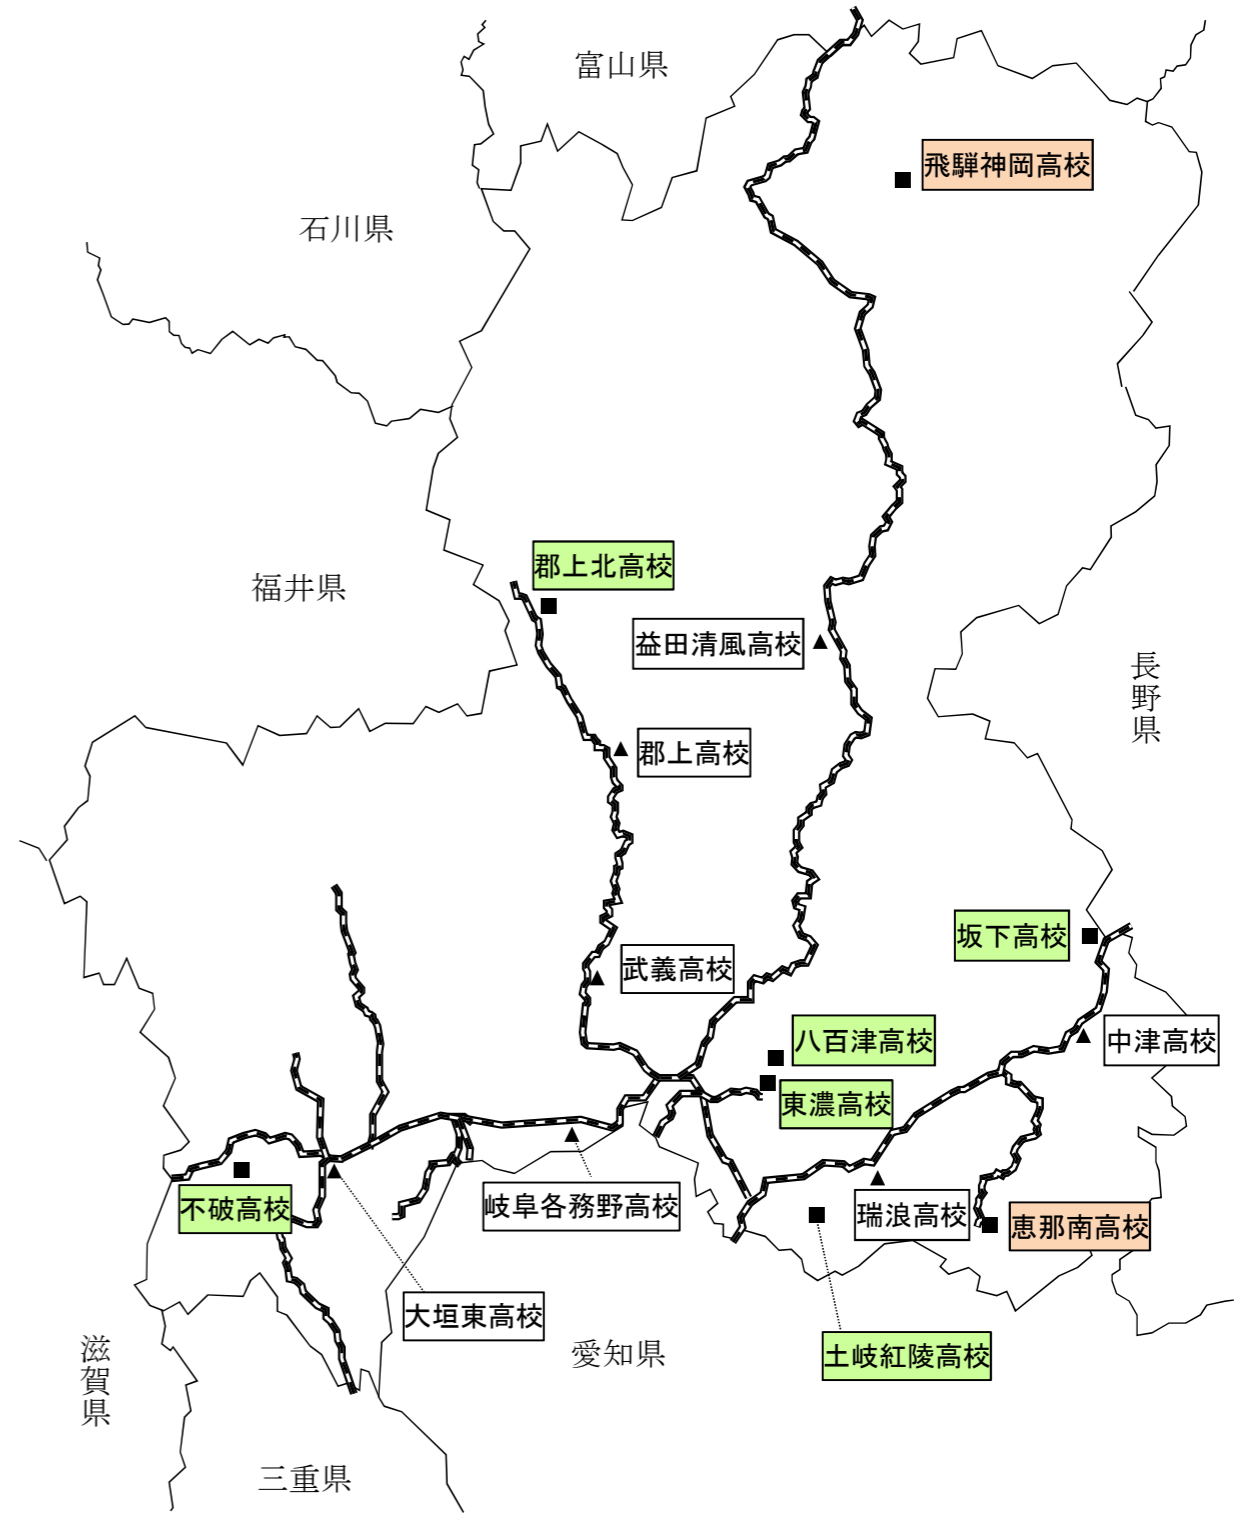 富山県
飛騨神岡高校
石川県
郡上北高校
福井県
益田清風高校
長野県
郡上高校
坂下高校
武義高校
八百津高校
中津高校
東濃高校
不破高校
岐阜各務野高校
瑞浪高校
恵那南高校
大垣東高校
滋賀県
愛知県
土岐紅陵高校
三重県